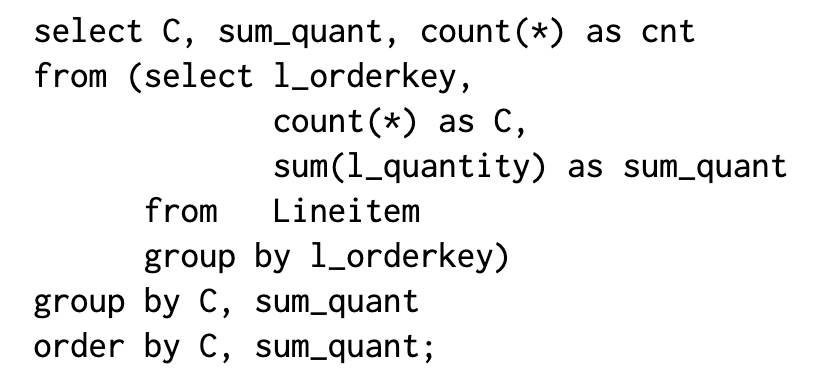 select C, sum_quant, count(*) as cnt
from (select l_orderkey,
             count(*) as C,
             sum(l_quantity) as sum_quant
      from   Lineitem
      group by l_orderkey)
group by C, sum_quant
order by C, sum_quant;